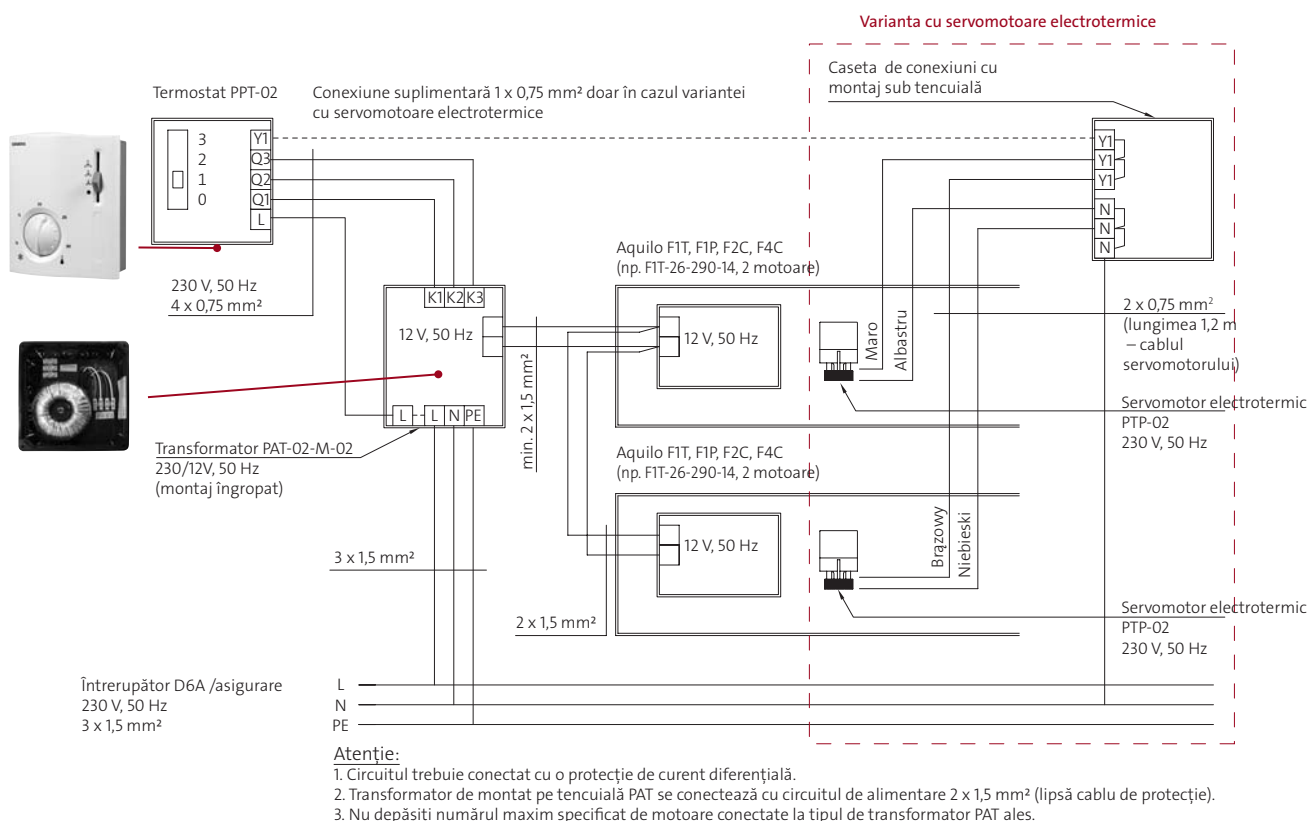 Varianta cu servomotoare electrotermice
Caseta de conexiuni cu
montaj sub tencuială
Termostat PPT-02
Conexiune suplimentară 1 x 0,75 mm² doar în cazul variantei
cu servomotoare electrotermice
3
2
1
0
Y1
Q3
Q2
Q1
L
Y1
Y1
Y1
N
N
N
230 V, 50 Hz
4 x 0,75 mm²
Aquilo F1T, F1P, F2C, F4C
(np. F1T-26-290-14, 2 motoare)
K1 K2 K3
12 V, 50 Hz
L L N PE
min. 2 x 1,5 mm²
12 V, 50 Hz
Maro
Albastru
2 x 0,75 mm²
(lungimea 1,2 m
– cablul
servomotorului)
Servomotor electrotermic
PTP-02
230 V, 50 Hz
Transformator PAT-02-M-02
230/12V, 50 Hz
(montaj îngropat)
Aquilo F1T, F1P, F2C, F4C
(np. F1T-26-290-14, 2 motoare)
12 V, 50 Hz
Brązowy
Niebieski
3 x 1,5 mm²
2 x 1,5 mm²
Servomotor electrotermic
PTP-02
230 V, 50 Hz
Întrerupător D6A /asigurare
230 V, 50 Hz
3 x 1,5 mm²
L
N
PE
Atenție:
1. Circuitul trebuie conectat cu o protecție de curent diferențială.
2. Transformator de montat pe tencuială PAT se conectează cu circuitul de alimentare 2 x 1,5 mm² (lipsă cablu de protecție).
3. Nu depăsiti numărul maxim specificat de motoare conectate la tipul de transformator PAT ales.